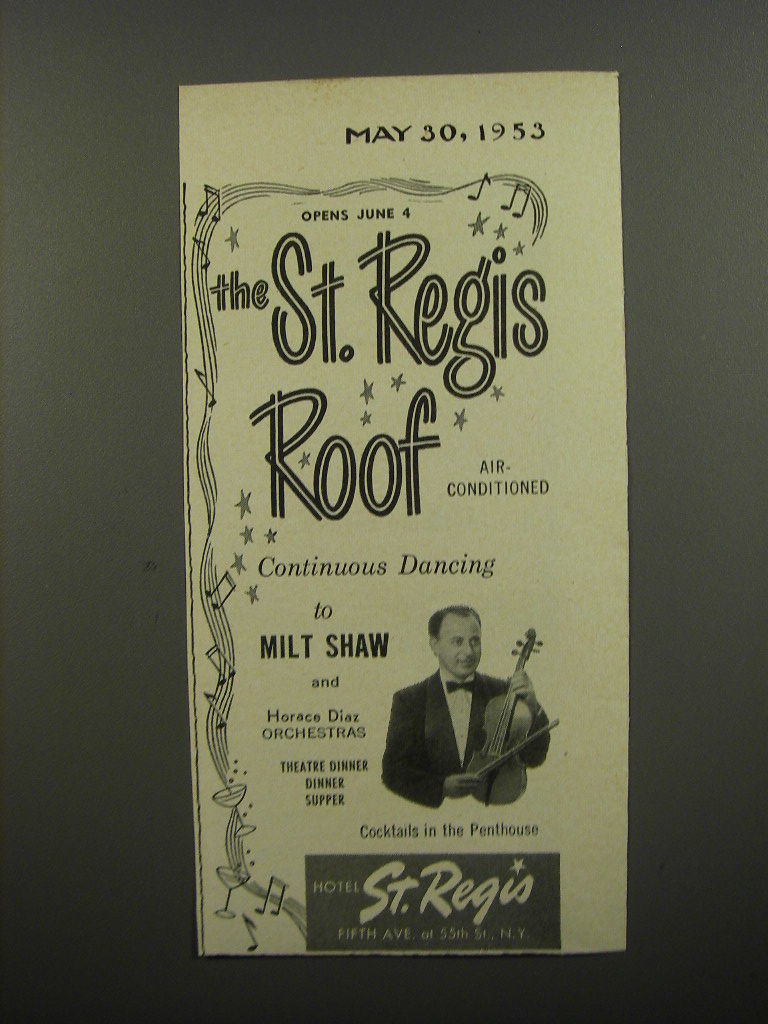 MAY 30, 1953
OPENS JUNE 4
the St. Regis
Roof
AIR-
CONDITIONED
Continuous Dancing
to
MILT SHAW
and
Horace Diaz
ORCHESTRAS
THEATRE DINNER
DINNER
SUPPER
Cocktails in the Penthouse
HOTEL St. Regis
FIFTH AVE. at 55th St., N.Y.